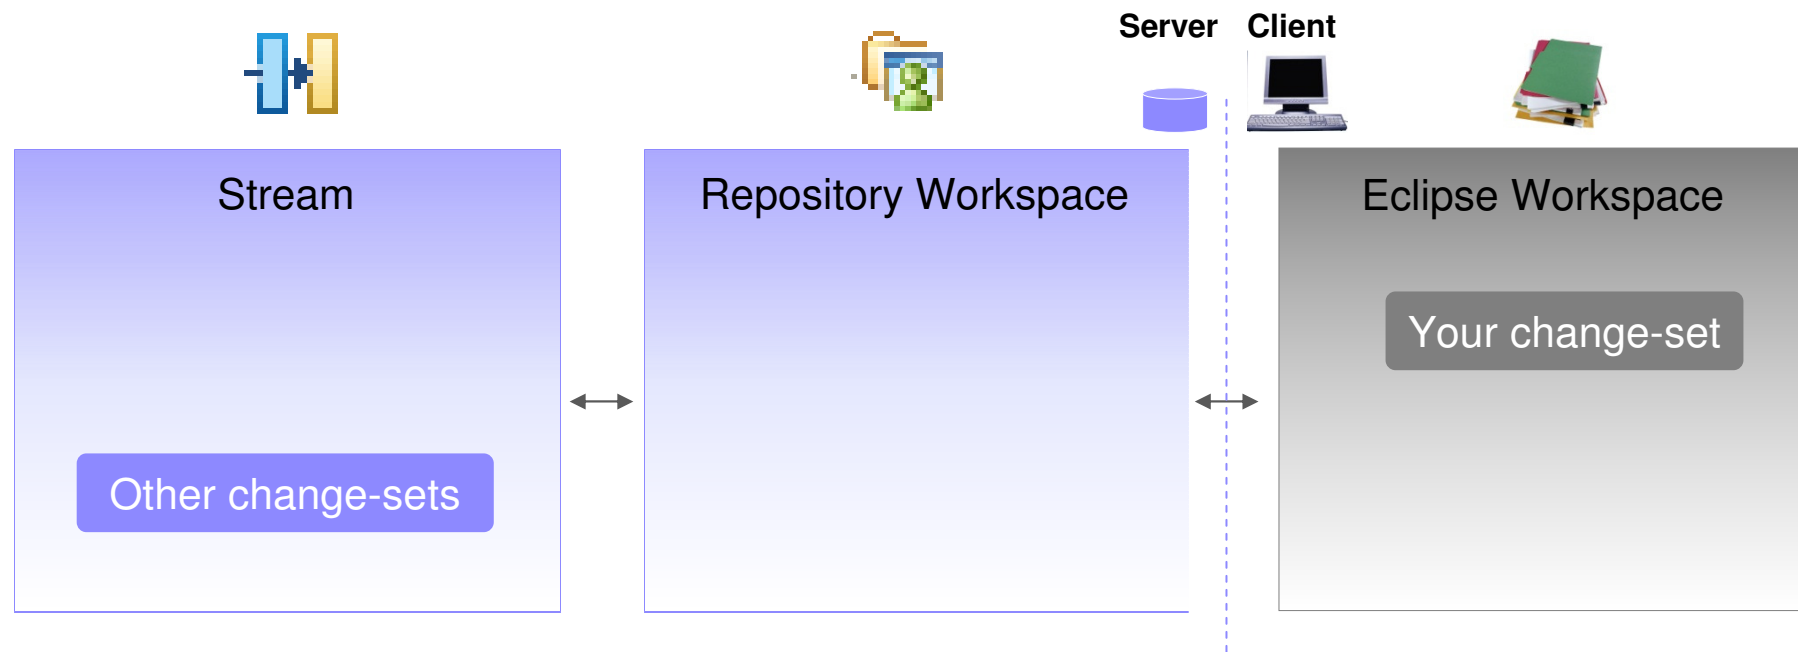 Server Client
Stream
Repository Workspace
Eclipse Workspace
Your change-set
Other change-sets